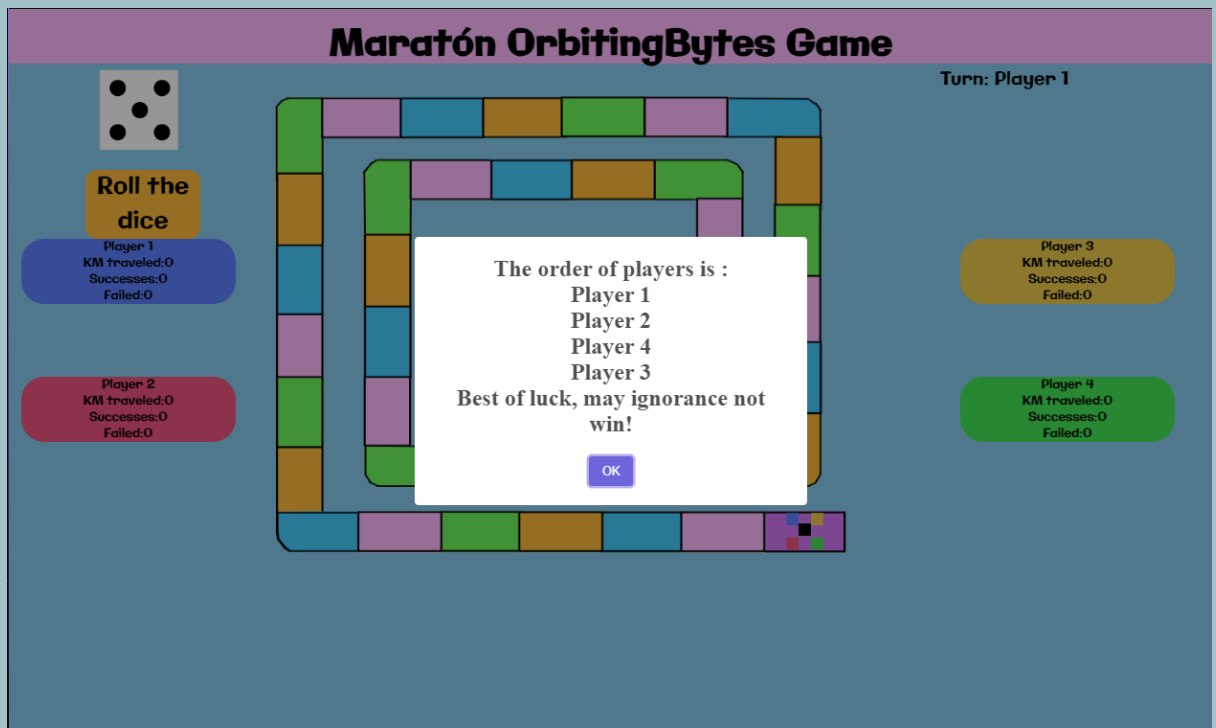 Maratón OrbitingBytes Game
Turn: Player 1
Roll the
dice
Player 1
KM traveled:0
Successes:0
Failed:0
Player 2
KM traveled:0
Successes:0
Failed:0
The order of players is :
Player 1
Player 2
Player 4
Player 3
Best of luck, may ignorance not
win!
OK
Player 3
KM traveled:0
Successes:0
Failed:0
Player 4
KM traveled:0
Successes:0
Failed:0